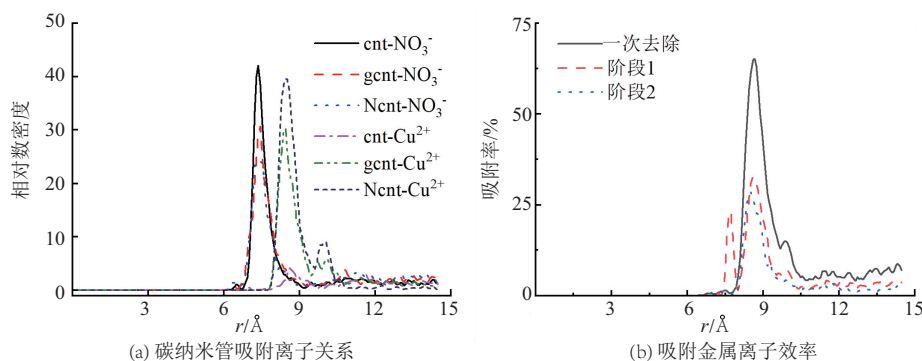 50
40
30
20
10
0
3
6
9
12
15
相对数密度
r/Å
cnt-NO₃⁻
gcnt-NO₃⁻
Ncnt-NO₃⁻
cnt-Cu²⁺
gcnt-Cu²⁺
Ncnt-Cu²⁺
(a) 碳纳米管吸附离子关系
75
50
25
0
3
6
9
12
15
吸附率/%
r/Å
一次去除
阶段1
阶段2
(b) 吸附金属离子效率